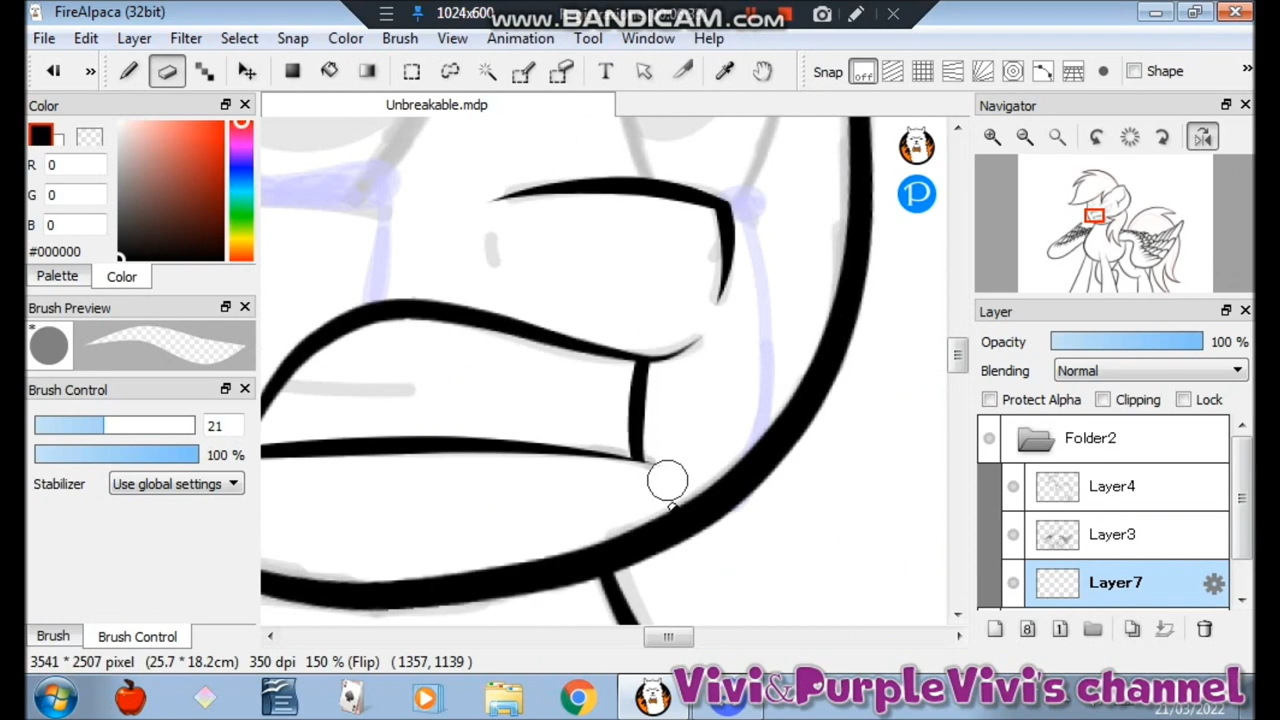 FireAlpaca (32bit)
1024x600
www.BANDICAM.com
File Edit Layer Filter Select Snap Color Brush View Animation Tool Window Help
T Snap off Shape
Color
Unbreakable.mdp
Navigator
R 0
G 0
B 0
#000000
Palette Color
Brush Preview
*
Brush Control
21
100 %
Stabilizer Use global settings
P
Layer
Opacity 100 %
Blending Normal
Protect Alpha Clipping Lock
Folder2
Layer4
Layer3
Layer7
8 1
Brush Brush Control
3541 * 2507 pixel (25.7 * 18.2cm) 350 dpi 150 % (Flip) (1357, 1139)
Vivi&PurpleVivi's channel
21/03/2022